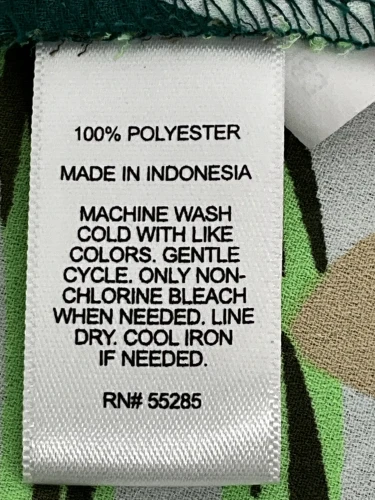 100% POLYESTER
MADE IN INDONESIA
MACHINE WASH
COLD WITH LIKE
COLORS. GENTLE
CYCLE. ONLY NON-
CHLORINE BLEACH
WHEN NEEDED. LINE
DRY. COOL IRON
IF NEEDED.
RN# 55285